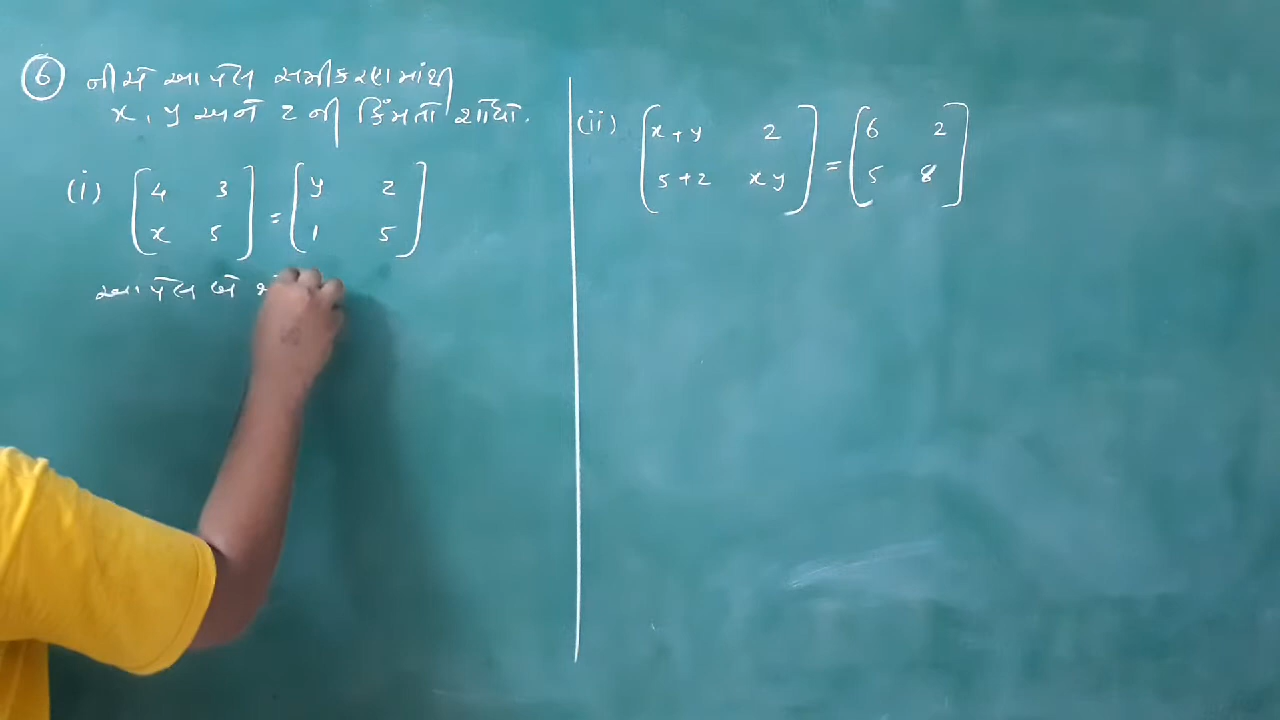 6 નીચે આપેલ સમીકરણમાંથી
x, y અને z ની કિંમતો શોધો.
(i) [4 3
x 5] = [y z
1 5]
આપેલ બે
(ii) [x+y 2
5+z xy] = [6 2
5 8]